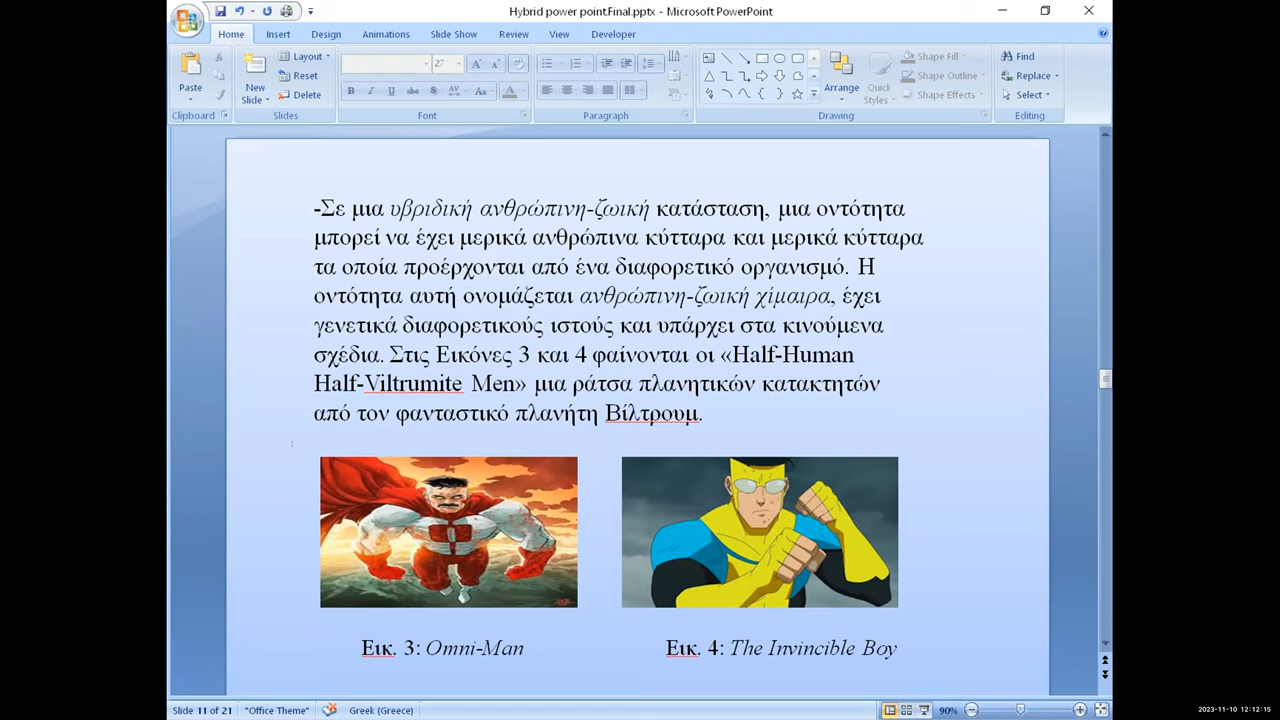 Hybrid power point.Final.pptx - Microsoft PowerPoint
Home Insert Design Animations Slide Show Review View Developer
Paste
Clipboard
New
Slide
Layout
Reset
Delete
Slides
27
B I U abc S AV Aa A
Font
Paragraph
Arrange
Quick
Styles
Shape Fill
Shape Outline
Shape Effects
Drawing
Find
Replace
Select
Editing
-Σε μια υβριδική ανθρώπινη-ζωική κατάσταση, μια οντότητα
μπορεί να έχει μερικά ανθρώπινα κύτταρα και μερικά κύτταρα
τα οποία προέρχονται από ένα διαφορετικό οργανισμό. Η
οντότητα αυτή ονομάζεται ανθρώπινη-ζωική χίμαιρα, έχει
γενετικά διαφορετικούς ιστούς και υπάρχει στα κινούμενα
σχέδια. Στις Εικόνες 3 και 4 φαίνονται οι «Half-Human
Half-Viltrumite Men» μια ράτσα πλανητικών κατακτητών
από τον φανταστικό πλανήτη Βίλτρουμ.
Εικ. 3: Omni-Man
Εικ. 4: The Invincible Boy
Slide 11 of 21 "Office Theme" Greek (Greece) 90%
2023-11-10 12:12:15